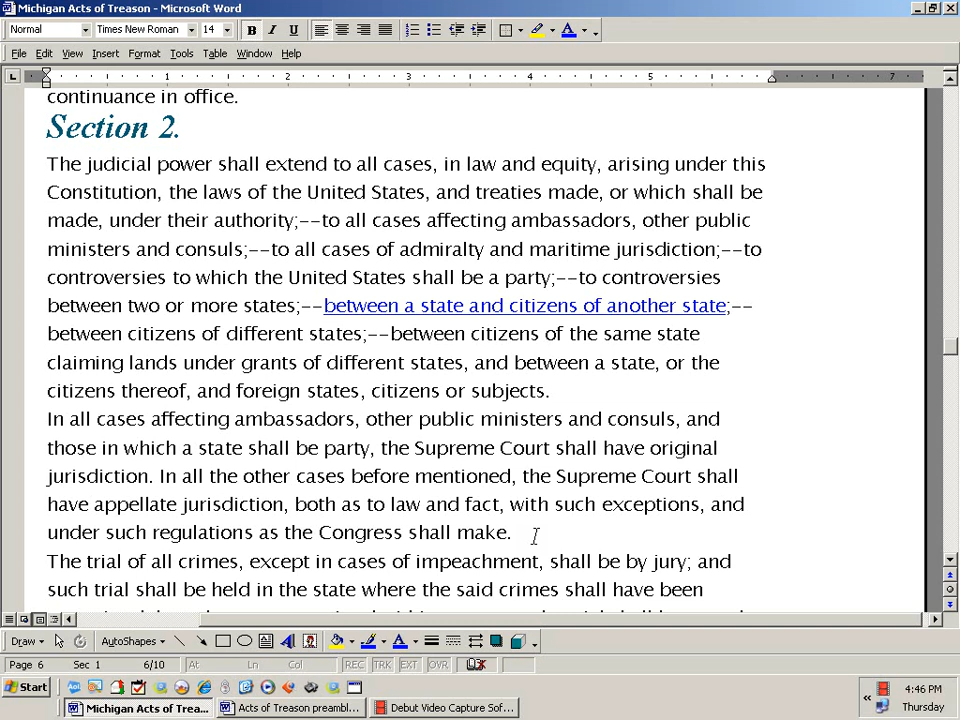 Michigan Acts of Treason - Microsoft Word
Normal Times New Roman 14 B I U A
File Edit View Insert Format Tools Table Window Help
L 1 2 3 4 5 7
continuance in office.
Section 2.
The judicial power shall extend to all cases, in law and equity, arising under this
Constitution, the laws of the United States, and treaties made, or which shall be
made, under their authority;--to all cases affecting ambassadors, other public
ministers and consuls;--to all cases of admiralty and maritime jurisdiction;--to
controversies to which the United States shall be a party;--to controversies
between two or more states;--between a state and citizens of another state;--
between citizens of different states;--between citizens of the same state
claiming lands under grants of different states, and between a state, or the
citizens thereof, and foreign states, citizens or subjects.
In all cases affecting ambassadors, other public ministers and consuls, and
those in which a state shall be party, the Supreme Court shall have original
jurisdiction. In all the other cases before mentioned, the Supreme Court shall
have appellate jurisdiction, both as to law and fact, with such exceptions, and
under such regulations as the Congress shall make.
The trial of all crimes, except in cases of impeachment, shall be by jury; and
such trial shall be held in the state where the said crimes shall have been
Draw AutoShapes A
Page 6 Sec 1 6/10 At Ln Col REC TRK EXT OVR
Start 4:46 PM
Michigan Acts of Trea... Acts of Treason preambl... Debut Video Capture Sof... Thursday